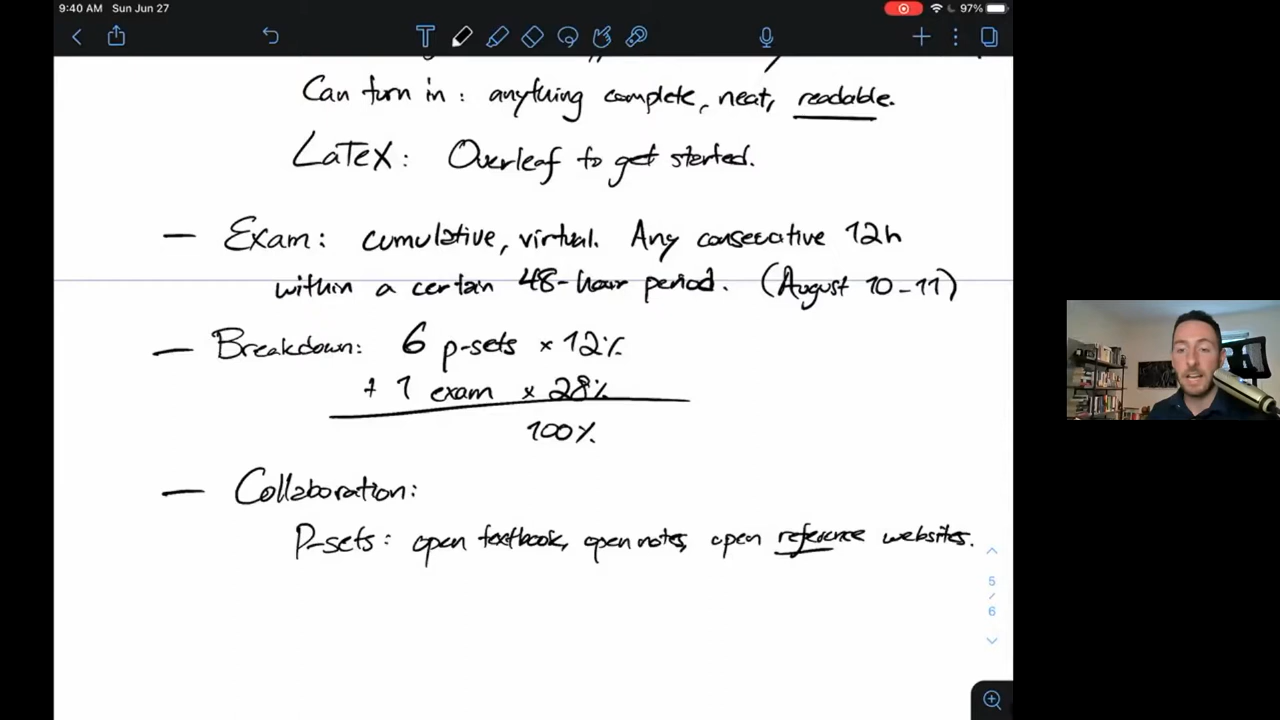 9:40 AM Sun Jun 27
97%
Can turn in: anything complete, neat, readable.
LaTeX: Overleaf to get started.
— Exam: cumulative, virtual. Any consecutive 12h
within a certain 48-hour period. (August 10-11)
— Breakdown: 6 p-sets × 12%
+ 1 exam × 28%
100%
— Collaboration:
P-sets: open textbook, open notes, open reference websites.
5
/
6